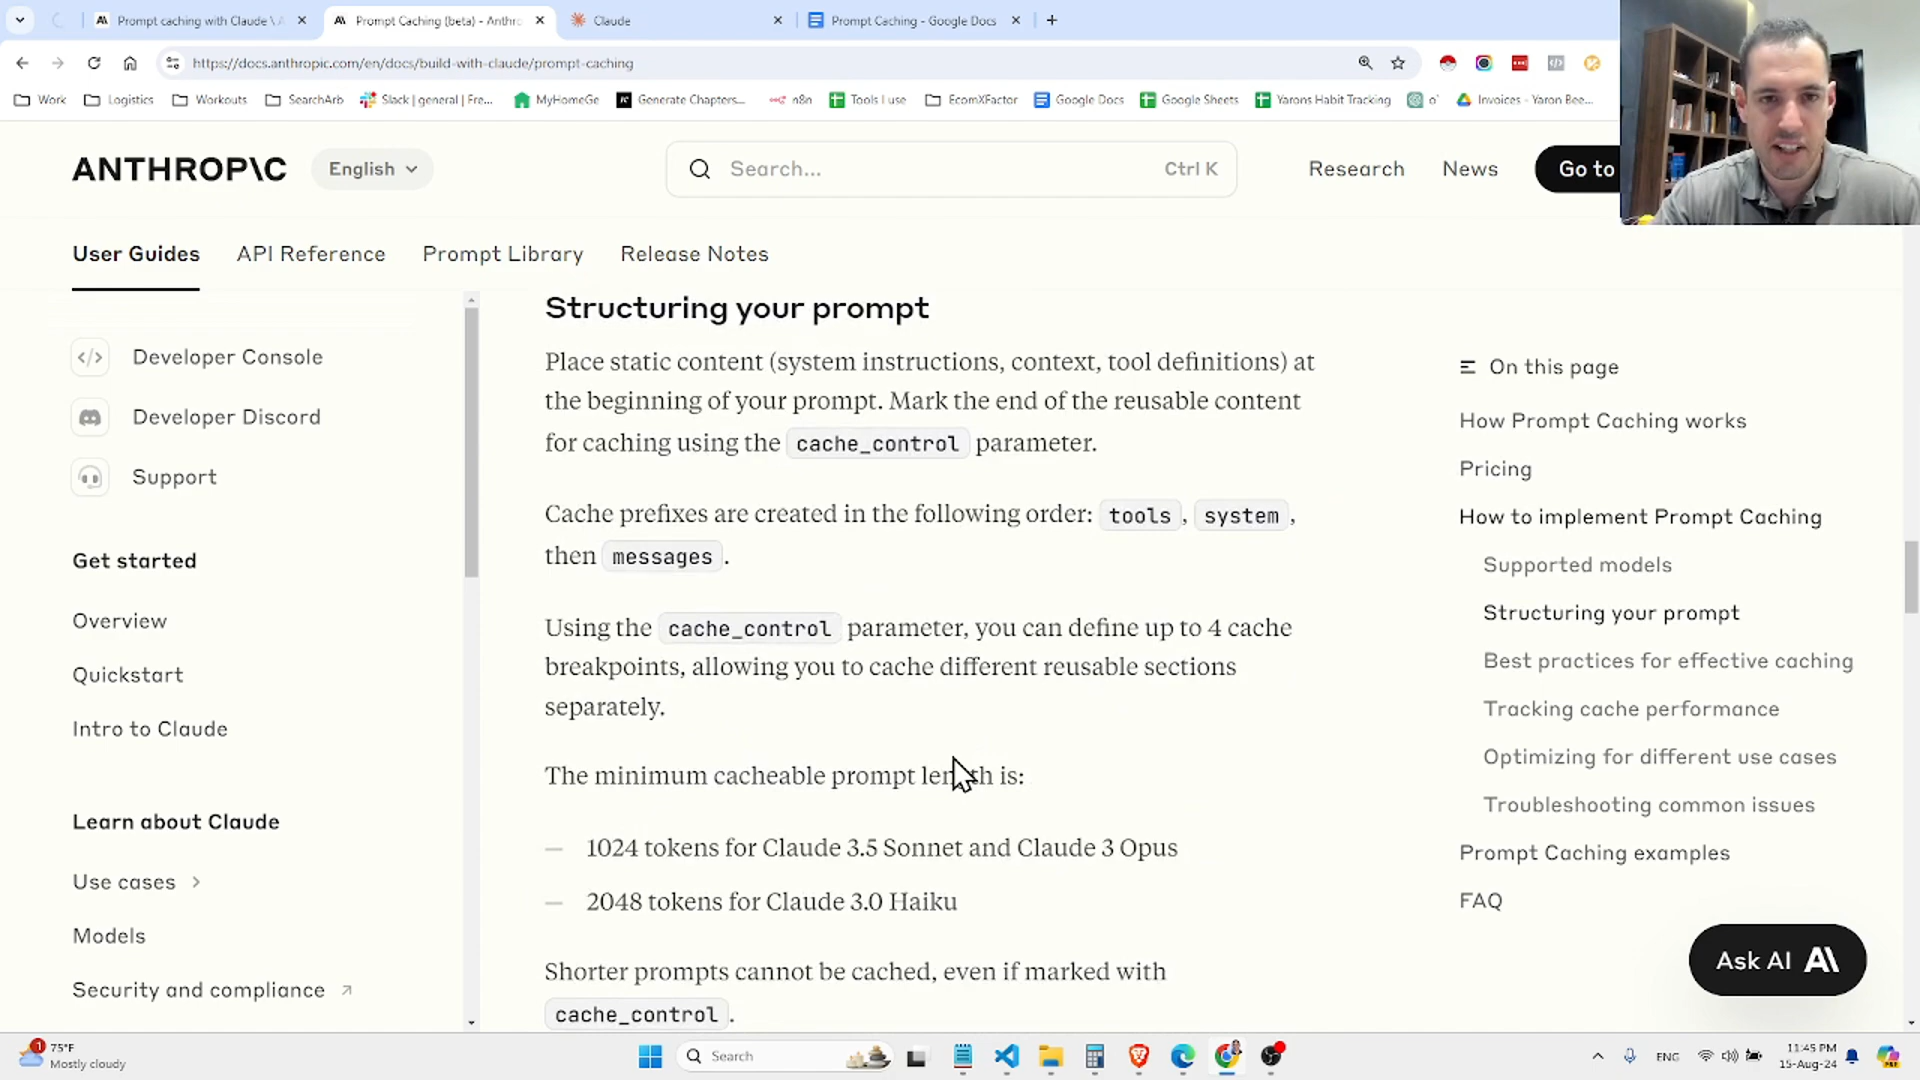 Prompt caching with Claude \ A
Prompt Caching (beta) - Anthro
Claude
Prompt Caching - Google Docs
https://docs.anthropic.com/en/docs/build-with-claude/prompt-caching
Work
Logistics
Workouts
SearchArb
Slack | general | Fre...
MyHomeGe
Generate Chapters...
n8n
Tools I use
EcomXFactor
Google Docs
Google Sheets
Yarons Habit Tracking
Invoices - Yaron Bee...
ANTHROP\C
English
Search...
Ctrl K
Research
News
Go to
User Guides
API Reference
Prompt Library
Release Notes
Developer Console
Developer Discord
Support
Get started
Overview
Quickstart
Intro to Claude
Learn about Claude
Use cases
Models
Security and compliance
Structuring your prompt
Place static content (system instructions, context, tool definitions) at
the beginning of your prompt. Mark the end of the reusable content
for caching using the cache_control parameter.
Cache prefixes are created in the following order: tools, system,
then messages.
Using the cache_control parameter, you can define up to 4 cache
breakpoints, allowing you to cache different reusable sections
separately.
The minimum cacheable prompt length is:
— 1024 tokens for Claude 3.5 Sonnet and Claude 3 Opus
— 2048 tokens for Claude 3.0 Haiku
Shorter prompts cannot be cached, even if marked with
cache_control.
On this page
How Prompt Caching works
Pricing
How to implement Prompt Caching
Supported models
Structuring your prompt
Best practices for effective caching
Tracking cache performance
Optimizing for different use cases
Troubleshooting common issues
Prompt Caching examples
FAQ
Ask AI
1
75°F
Mostly cloudy
Search
ENG
11:45 PM
15-Aug-24